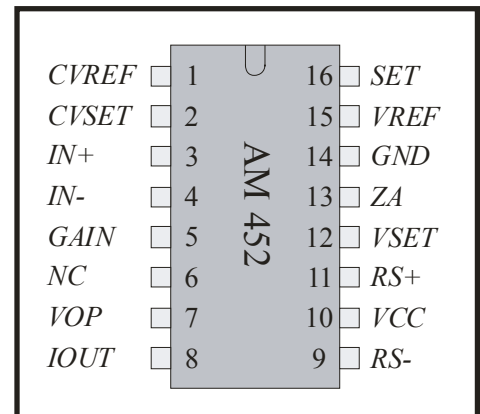 CVREF 1 16 SET
CVSET 2 15 VREF
IN+ 3 14 GND
IN- 4 13 ZA
GAIN 5 12 VSET
NC 6 11 RS+
VOP 7 10 VCC
IOUT 8 9 RS-
AM 452